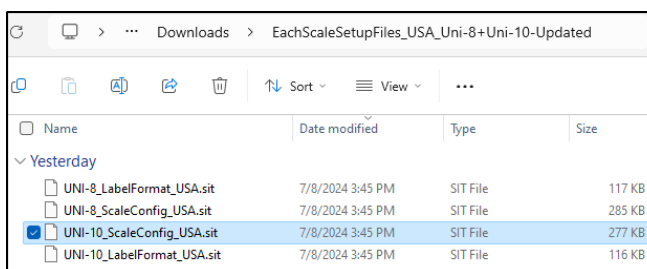 ··· Downloads > EachScaleSetupFiles_USA_Uni-8+Uni-10-Updated
Sort View ···
Name Date modified Type Size
Yesterday
UNI-8_LabelFormat_USA.sit 7/8/2024 3:45 PM SIT File 117 KB
UNI-8_ScaleConfig_USA.sit 7/8/2024 3:45 PM SIT File 285 KB
UNI-10_ScaleConfig_USA.sit 7/8/2024 3:45 PM SIT File 277 KB
UNI-10_LabelFormat_USA.sit 7/8/2024 3:45 PM SIT File 116 KB